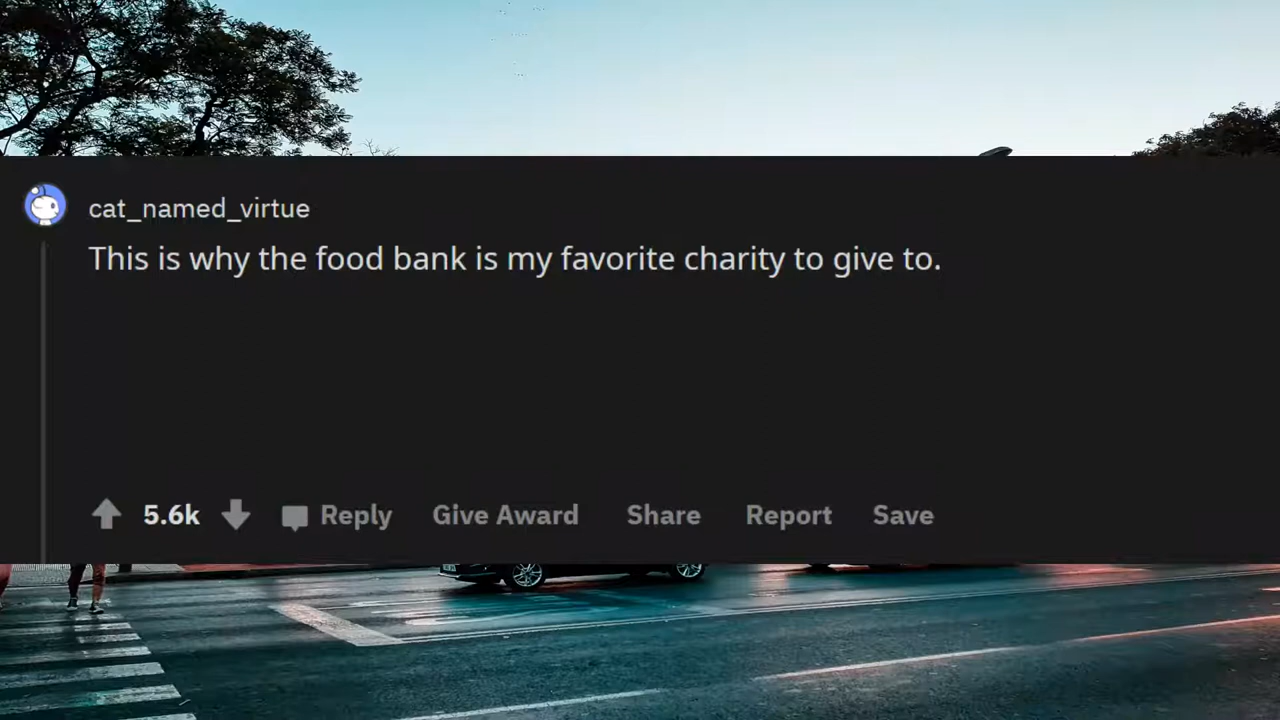 cat_named_virtue
This is why the food bank is my favorite charity to give to.
5.6k Reply Give Award Share Report Save